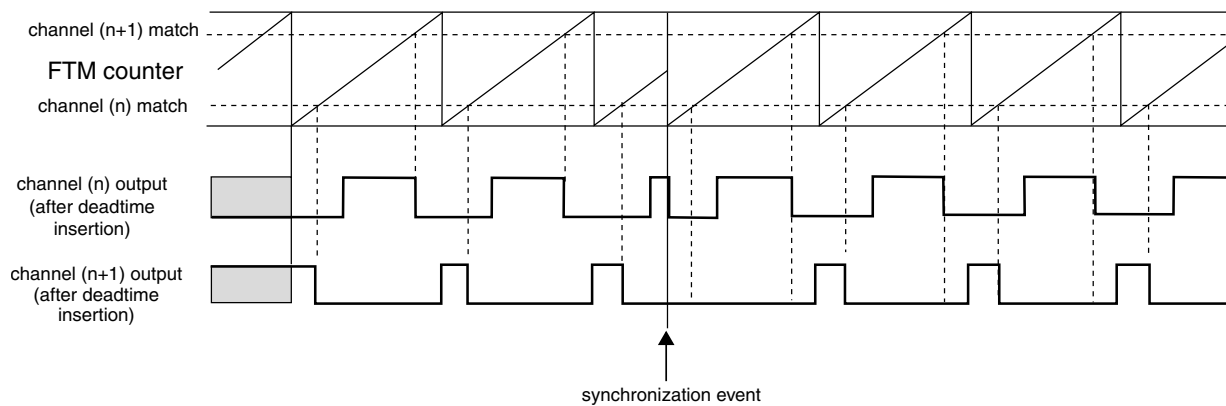 channel (n+1) match
FTM counter
channel (n) match
channel (n) output
(after deadtime
insertion)
channel (n+1) output
(after deadtime
insertion)
synchronization event